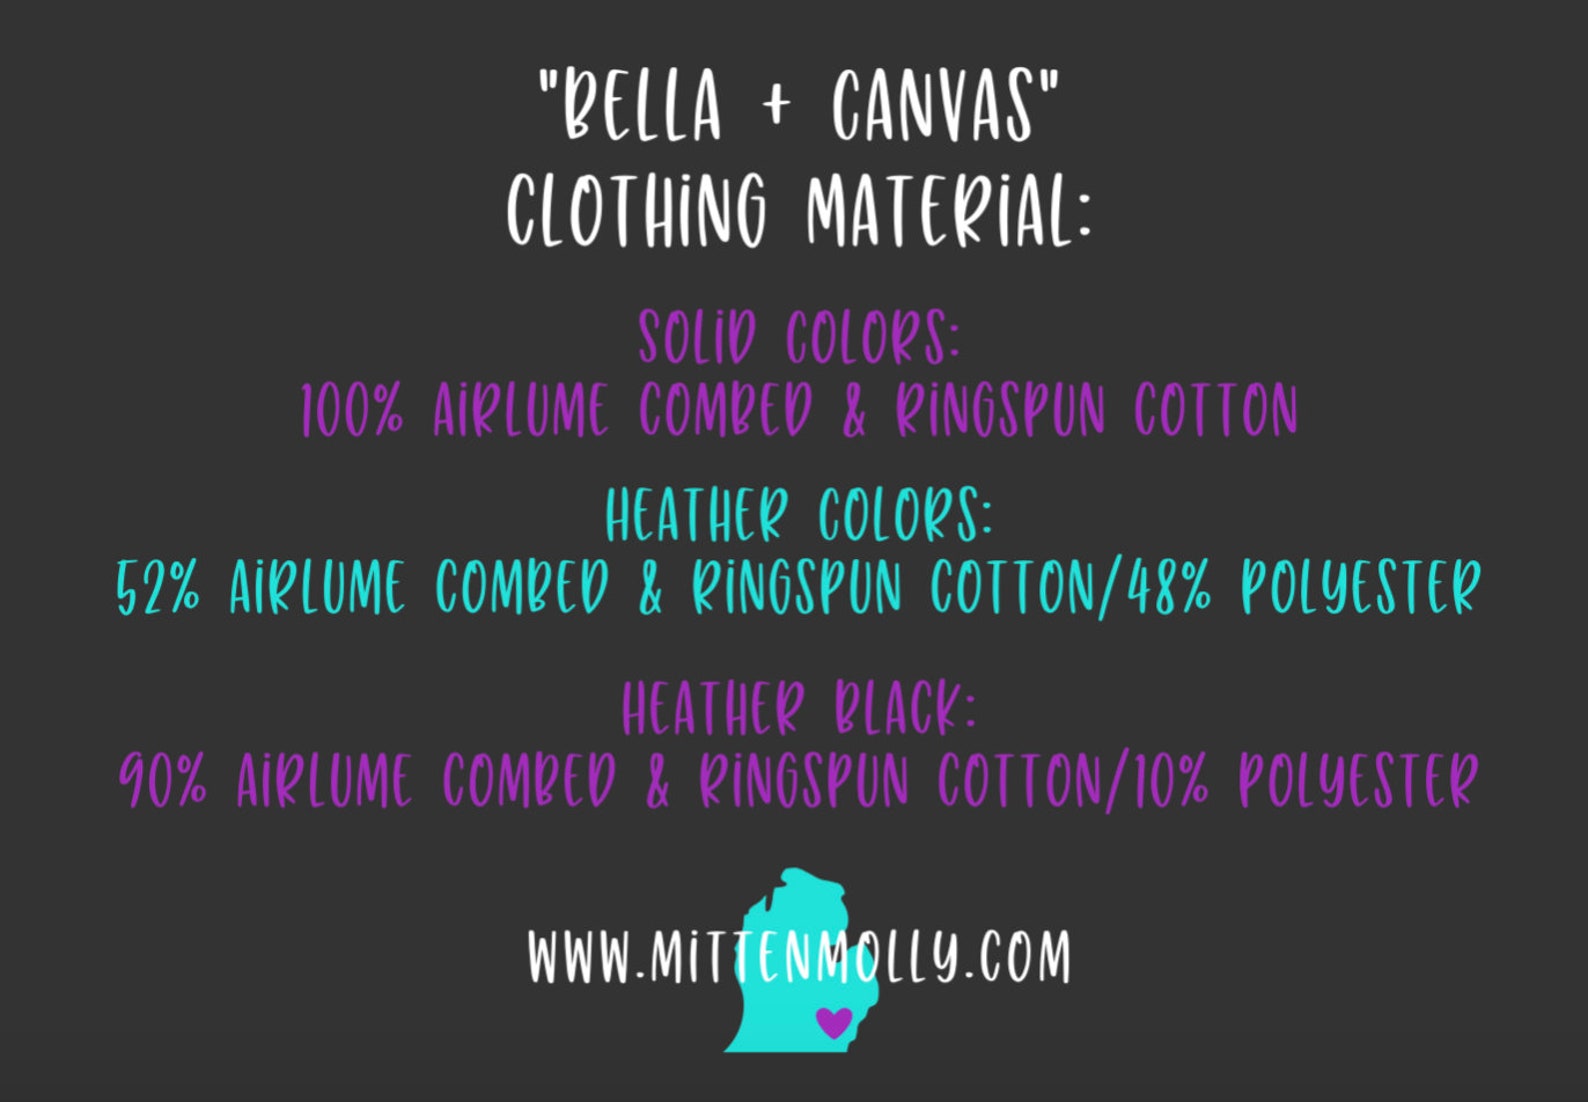 "BELLA + CANVAS"
CLOTHiNG MATERiAL:
SOLiD COLORS:
100% AiRLUME COMBED & RiNGSPUN COTTON
HEATHER COLORS:
52% AiRLUME COMBED & RiNGSPUN COTTON/48% POLYESTER
HEATHER BLACK:
90% AiRLUME COMBED & RiNGSPUN COTTON/10% POLYESTER
WWW.MiTTENMOLLY.COM